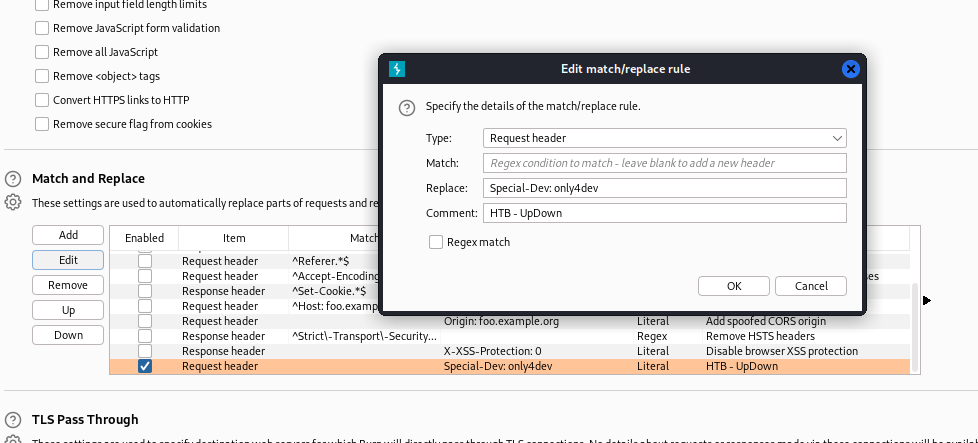 Remove input field length limits
Remove JavaScript form validation
Remove all JavaScript
Remove <object> tags
Convert HTTPS links to HTTP
Remove secure flag from cookies
Edit match/replace rule
Specify the details of the match/replace rule.
Type: Request header
Match: Regex condition to match - leave blank to add a new header
Replace: Special-Dev: only4dev
Comment: HTB - UpDown
Regex match
OK Cancel
Match and Replace
These settings are used to automatically replace parts of requests and re
Add
Edit
Remove
Up
Down
Enabled Item Match
Request header ^Referer.*$
Request header ^Accept-Encoding
Response header ^Set-Cookie.*$
Request header ^Host: foo.examp
Request header Origin: foo.example.org Literal Add spoofed CORS origin
Response header ^Strict\-Transport\-Security... Regex Remove HSTS headers
Response header X-XSS-Protection: 0 Literal Disable browser XSS protection
Request header Special-Dev: only4dev Literal HTB - UpDown
TLS Pass Through